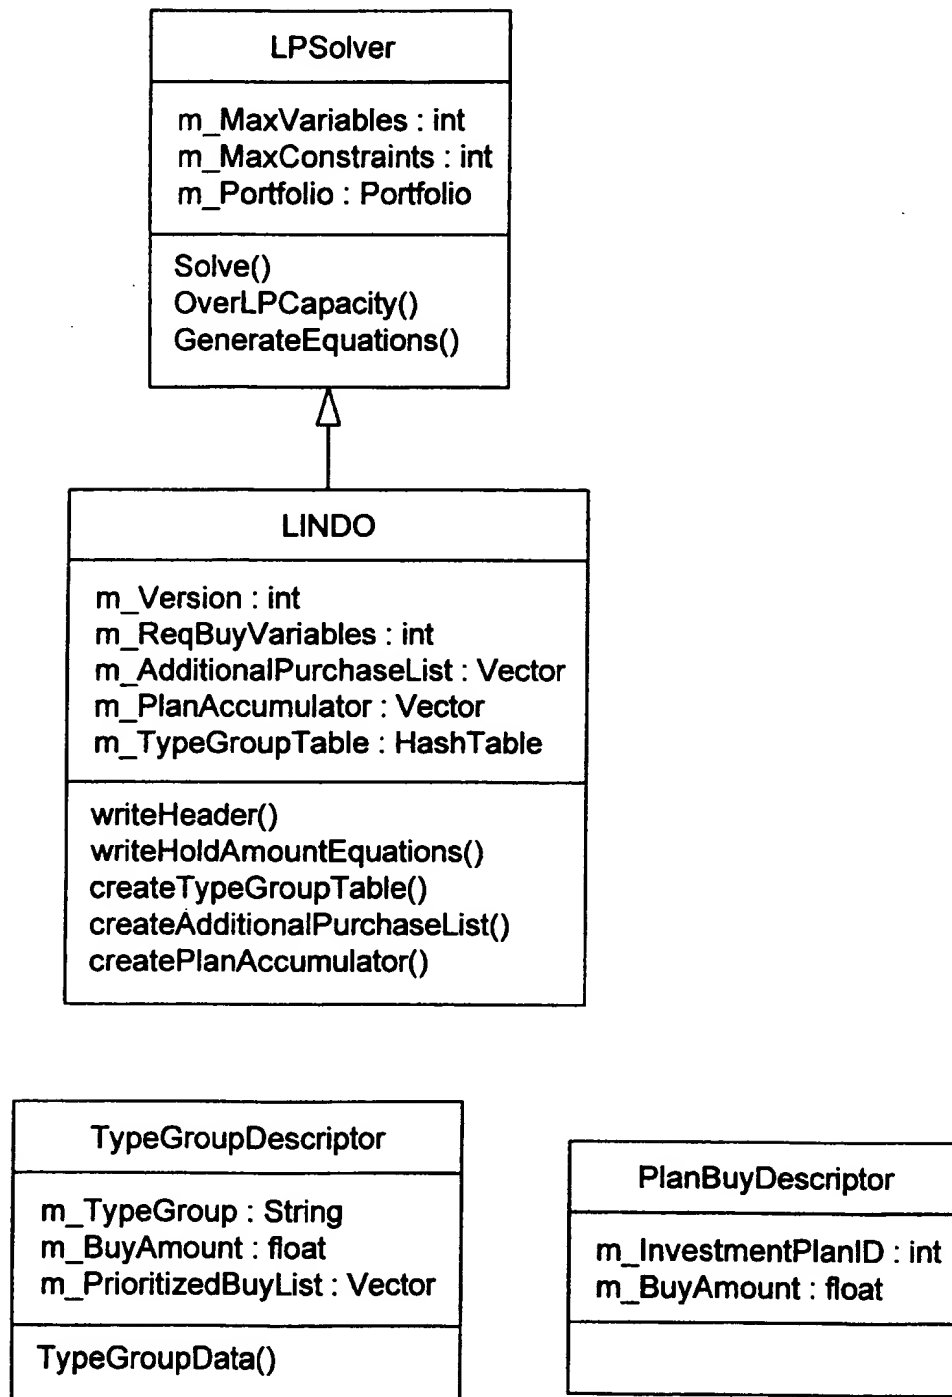 LPSolver
m_MaxVariables : int
m_MaxConstraints : int
m_Portfolio : Portfolio
Solve()
OverLPCapacity()
GenerateEquations()
LINDO
m_Version : int
m_ReqBuyVariables : int
m_AdditionalPurchaseList : Vector
m_PlanAccumulator : Vector
m_TypeGroupTable : HashTable
writeHeader()
writeHoldAmountEquations()
createTypeGroupTable()
createAdditionalPurchaseList()
createPlanAccumulator()
TypeGroupDescriptor
m_TypeGroup : String
m_BuyAmount : float
m_PrioritizedBuyList : Vector
TypeGroupData()
PlanBuyDescriptor
m_InvestmentPlanID : int
m_BuyAmount : float